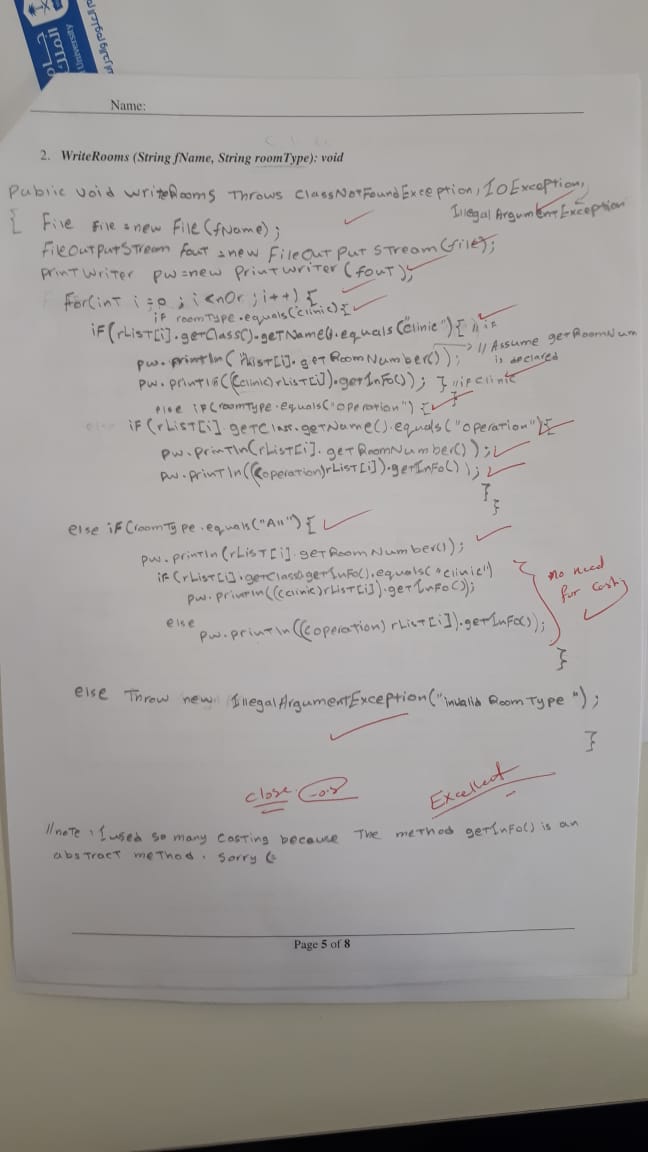 University
Name:
2. WriteRooms (String fName, String roomType): void
Public void writeRooms Throws ClassNotFoundException, IOException,
IllegalArgumentException
{ File File = new File (fName);
FileOutPutStream fout = new FileOutPutStream (file);
PrintWriter pw = new PrintWriter (fout);
For(int i=0 ; i<nOr ; i++) {
if roomType.equals("clinic) {
if(rList[i].getClass().getName().equals("Clinic") { // if
// Assume getRoomNum
pw.println( rList[i].getRoomNumber()); is declared
pw.println((clinic)rList[i]).getInfo()); } //if clinic
}
else if(roomType.equals("operation") {
if (rList[i].getClass.getName().equals("operation"){
pw.println(rList[i].getRoomNumber());
pw.println((operation)rList[i]).getInfo());
}
}
else if(roomType.equals("All") {
pw.println(rList[i].getRoomNumber());
if(rList[i].getClass().getInfo().equals("clinic")
pw.println((clinic)rList[i]).getInfo());
no need
for casting
else
pw.println((operation) rList[i]).getInfo());
}
else Throw new IllegalArgumentException("invalid Room Type ");
}
close -0.5
Excellent
//note : I used so many casting because The method getInfo() is an
abstract method. Sorry (:
Page 5 of 8